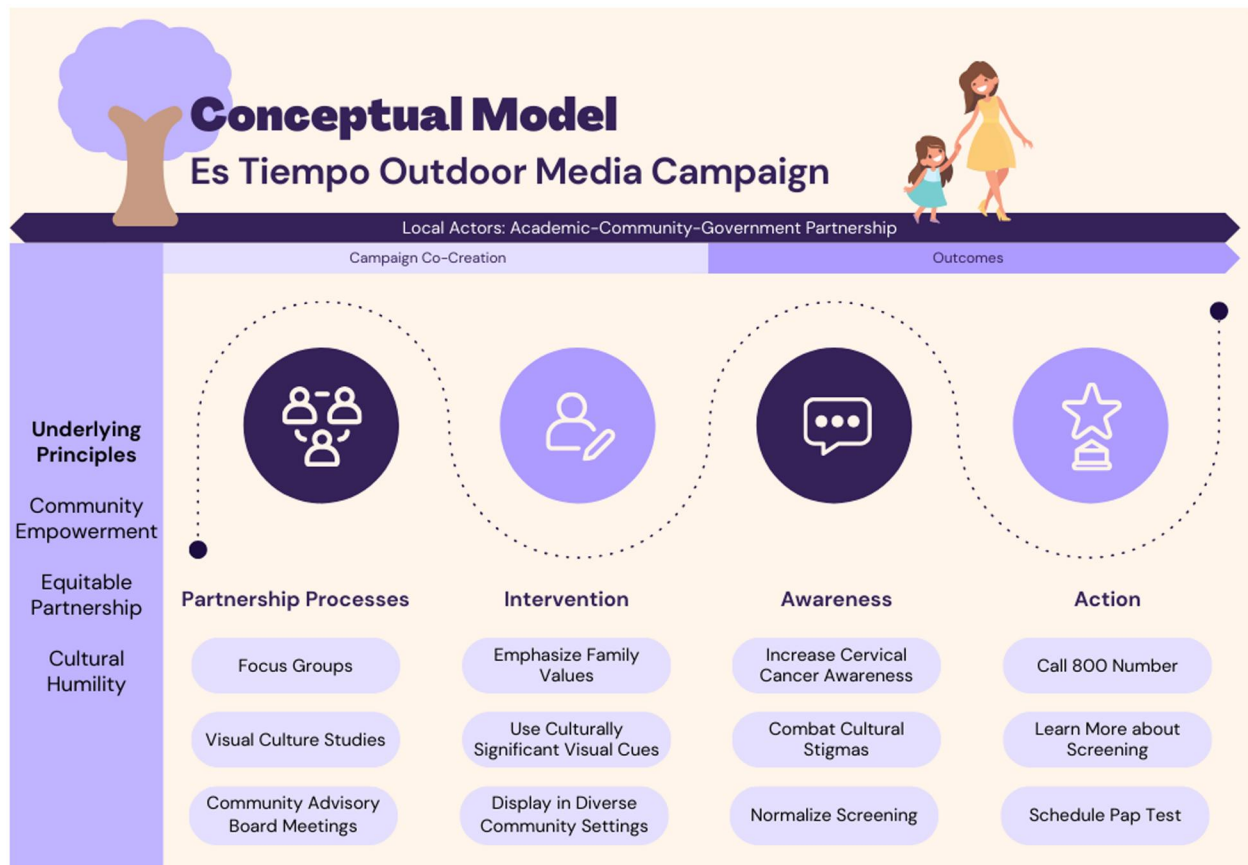 Conceptual Model
Es Tiempo Outdoor Media Campaign
Local Actors: Academic-Community-Government Partnership
Campaign Co-Creation
Outcomes
Underlying
Principles
Community
Empowerment
Equitable
Partnership
Cultural
Humility
Partnership Processes
Focus Groups
Visual Culture Studies
Community Advisory
Board Meetings
Intervention
Emphasize Family
Values
Use Culturally
Significant Visual Cues
Display in Diverse
Community Settings
Awareness
Increase Cervical
Cancer Awareness
Combat Cultural
Stigmas
Normalize Screening
Action
Call 800 Number
Learn More about
Screening
Schedule Pap Test